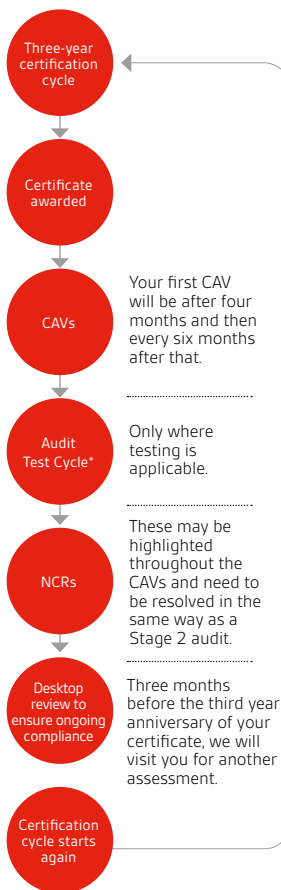 Three-year
certification
cycle
Certificate
awarded
CAVs
Your first CAV
will be after four
months and then
every six months
after that.
Audit
Test Cycle*
Only where
testing is
applicable.
NCRs
These may be
highlighted
throughout the
CAVs and need to
be resolved in the
same way as a
Stage 2 audit.
Desktop
review to
ensure ongoing
compliance
Three months
before the third year
anniversary of your
certificate, we will
visit you for another
assessment.
Certification
cycle starts
again